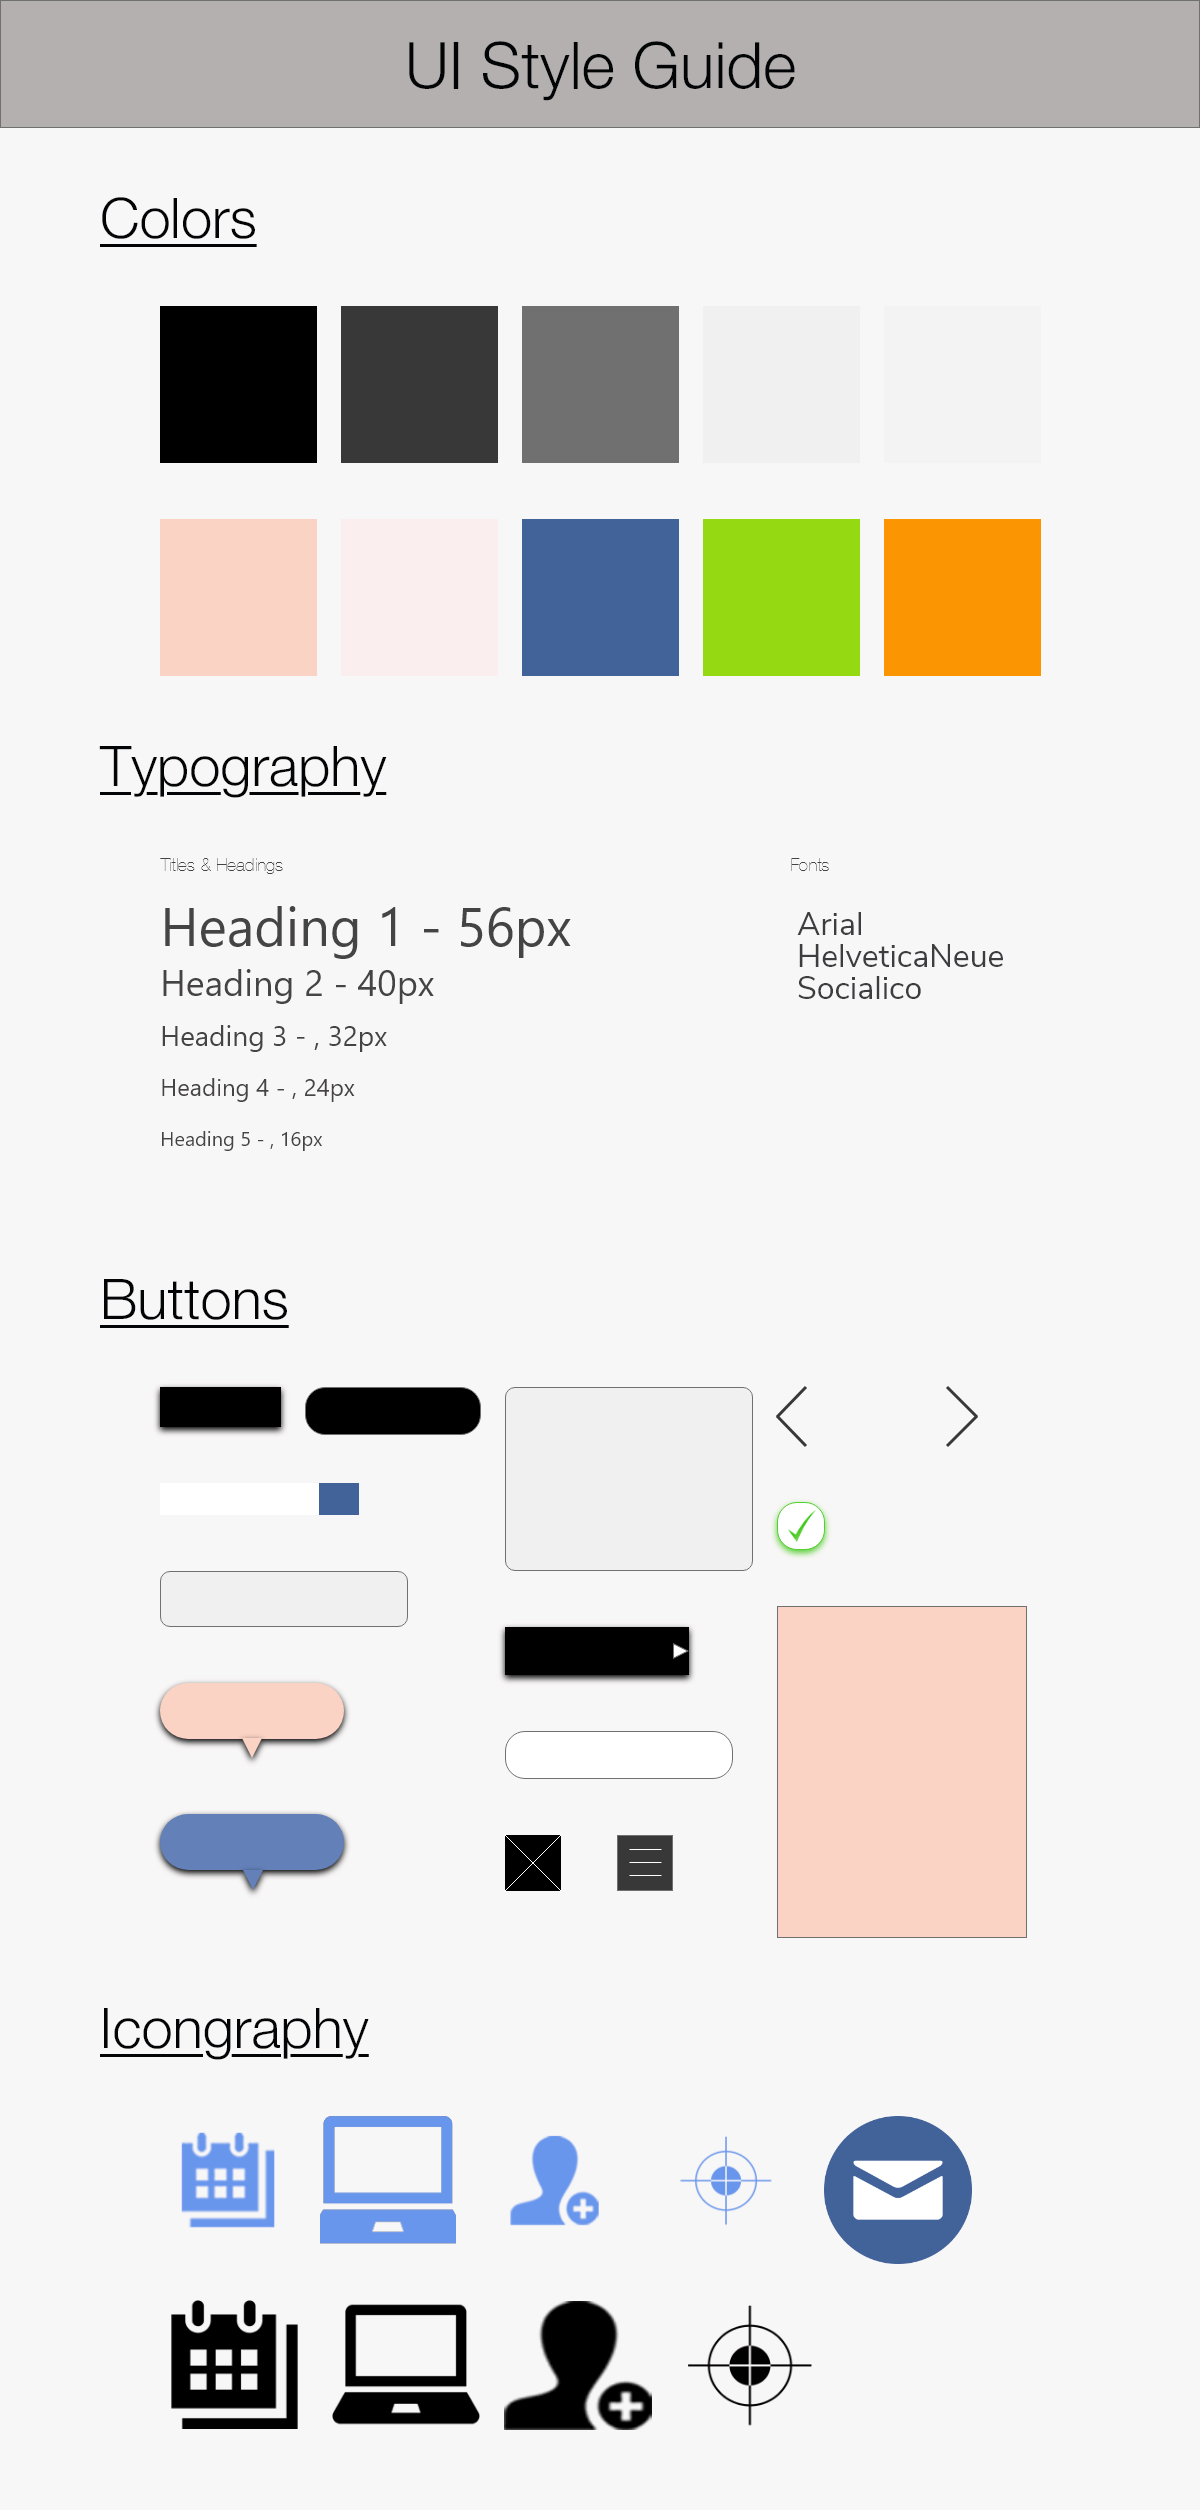 UI Style Guide
Colors
Typography
Titles & Headings
Heading 1 - 56px
Heading 2 - 40px
Heading 3 - , 32px
Heading 4 - , 24px
Heading 5 - , 16px
Fonts
Arial
HelveticaNeue
Socialico
Buttons
Icongraphy